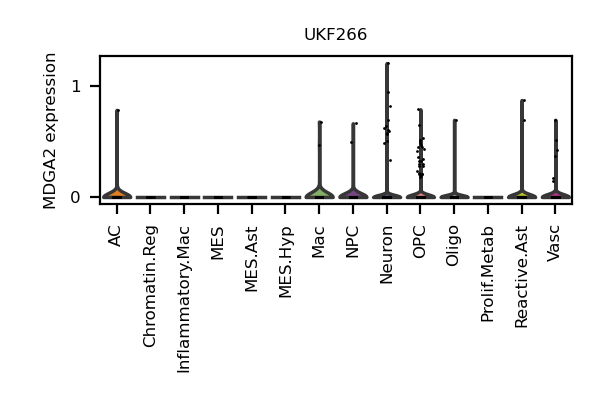 UKF266
MDGA2 expression
1
0
AC
Chromatin.Reg
Inflammatory.Mac
MES
MES.Ast
MES.Hyp
Mac
NPC
Neuron
OPC
Oligo
Prolif.Metab
Reactive.Ast
Vasc